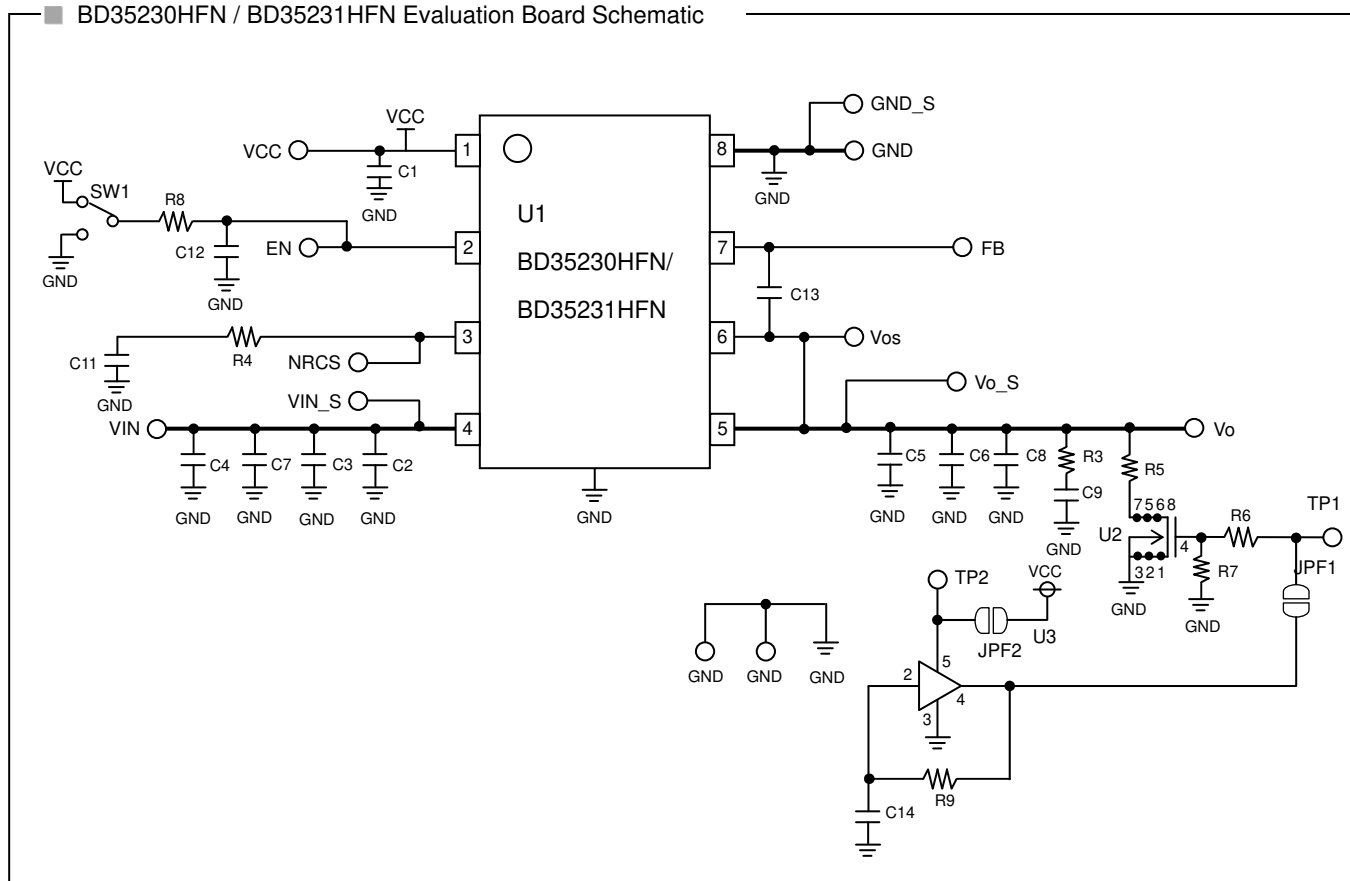 BD35230HFN / BD35231HFN Evaluation Board Schematic
VCC
VCC
1
C1
GND
8
GND_S
GND
GND
VCC
SW1
R8
C12
GND
GND
EN
2
U1
BD35230HFN/
BD35231HFN
7
FB
C13
C11
GND
R4
NRCS
3
6
Vos
VIN_S
VIN
4
5
Vo_S
Vo
C4
C7
C3
C2
GND
GND
GND
GND
GND
C5
C6
C8
R3
C9
R5
GND
GND
GND
GND
7568
U2
4
321
GND
R6
R7
GND
TP1
JPF1
TP2
VCC
JPF2
U3
GND
GND
GND
2
5
4
3
R9
C14